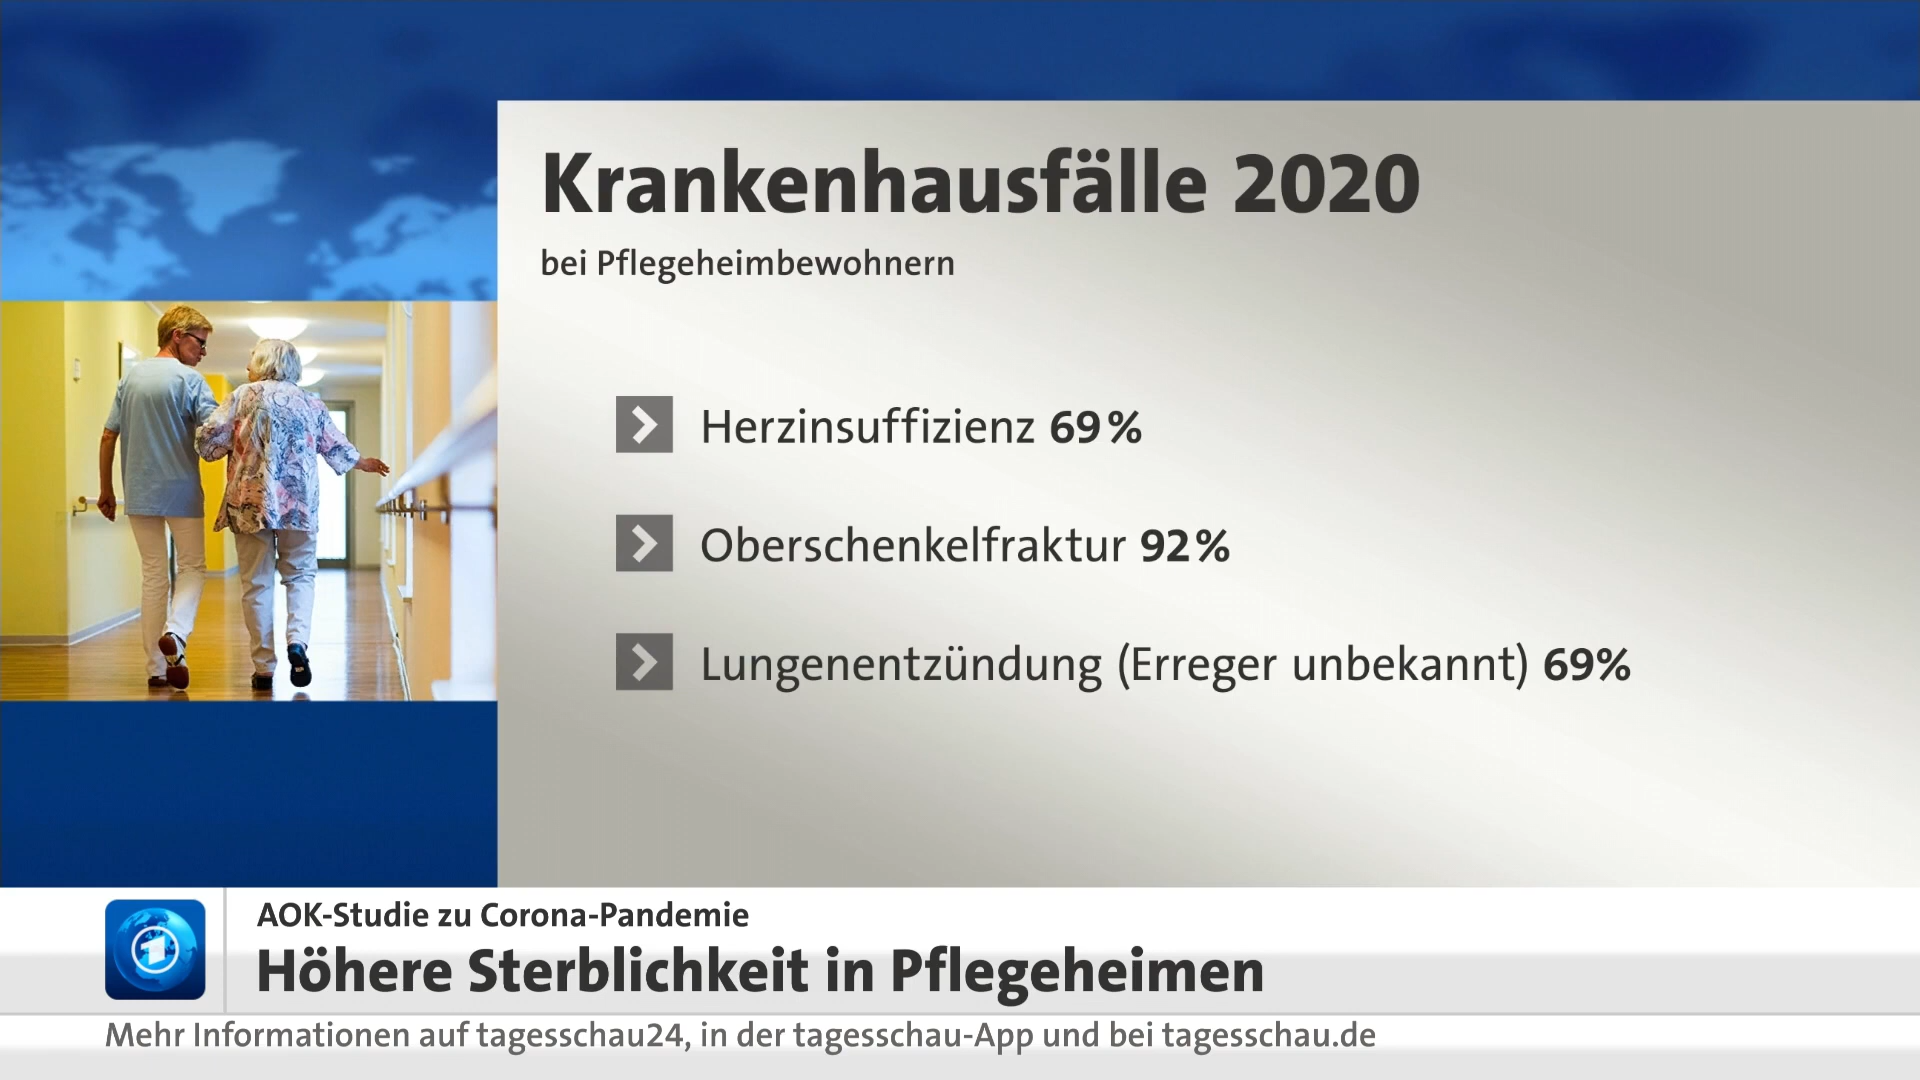 Krankenhausfälle 2020
bei Pflegeheimbewohnern
Herzinsuffizienz 69%
Oberschenkelfraktur 92%
Lungenentzündung (Erreger unbekannt) 69%
AOK-Studie zu Corona-Pandemie
Höhere Sterblichkeit in Pflegeheimen
Mehr Informationen auf tagesschau24, in der tagesschau-App und bei tagesschau.de